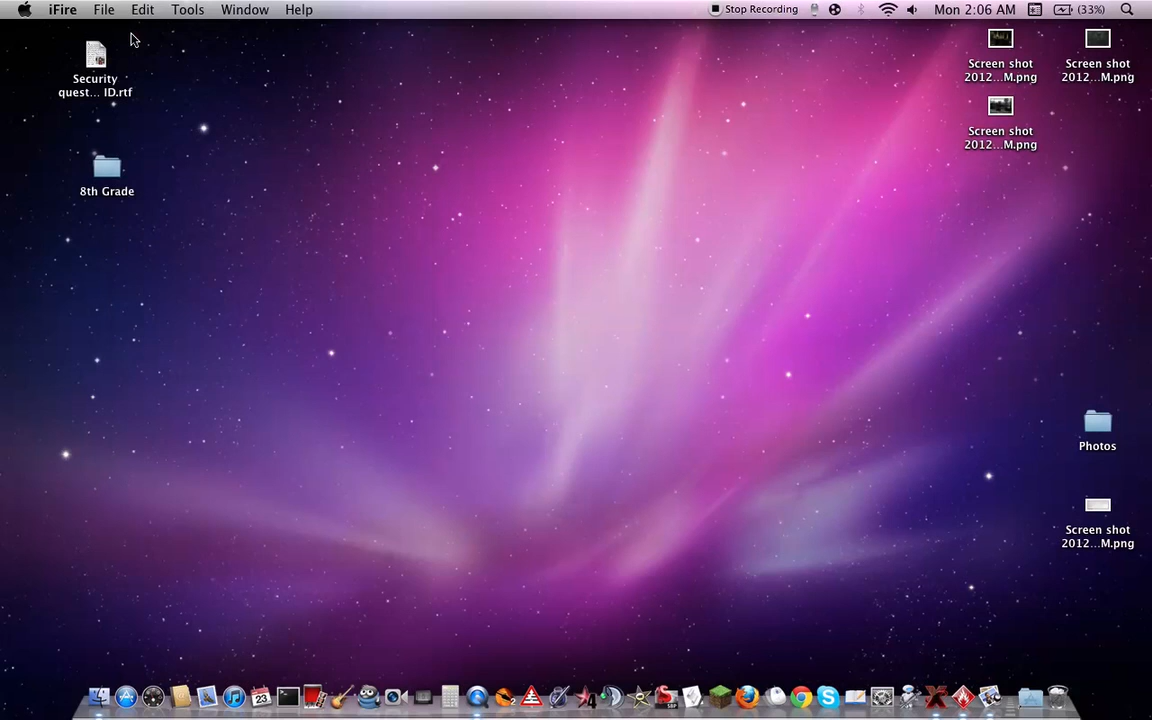 iFire File Edit Tools Window Help Stop Recording Mon 2:06 AM (33%)
Security
quest... ID.rtf
8th Grade
Screen shot
2012...M.png
Screen shot
2012...M.png
Screen shot
2012...M.png
Photos
Screen shot
2012...M.png
23